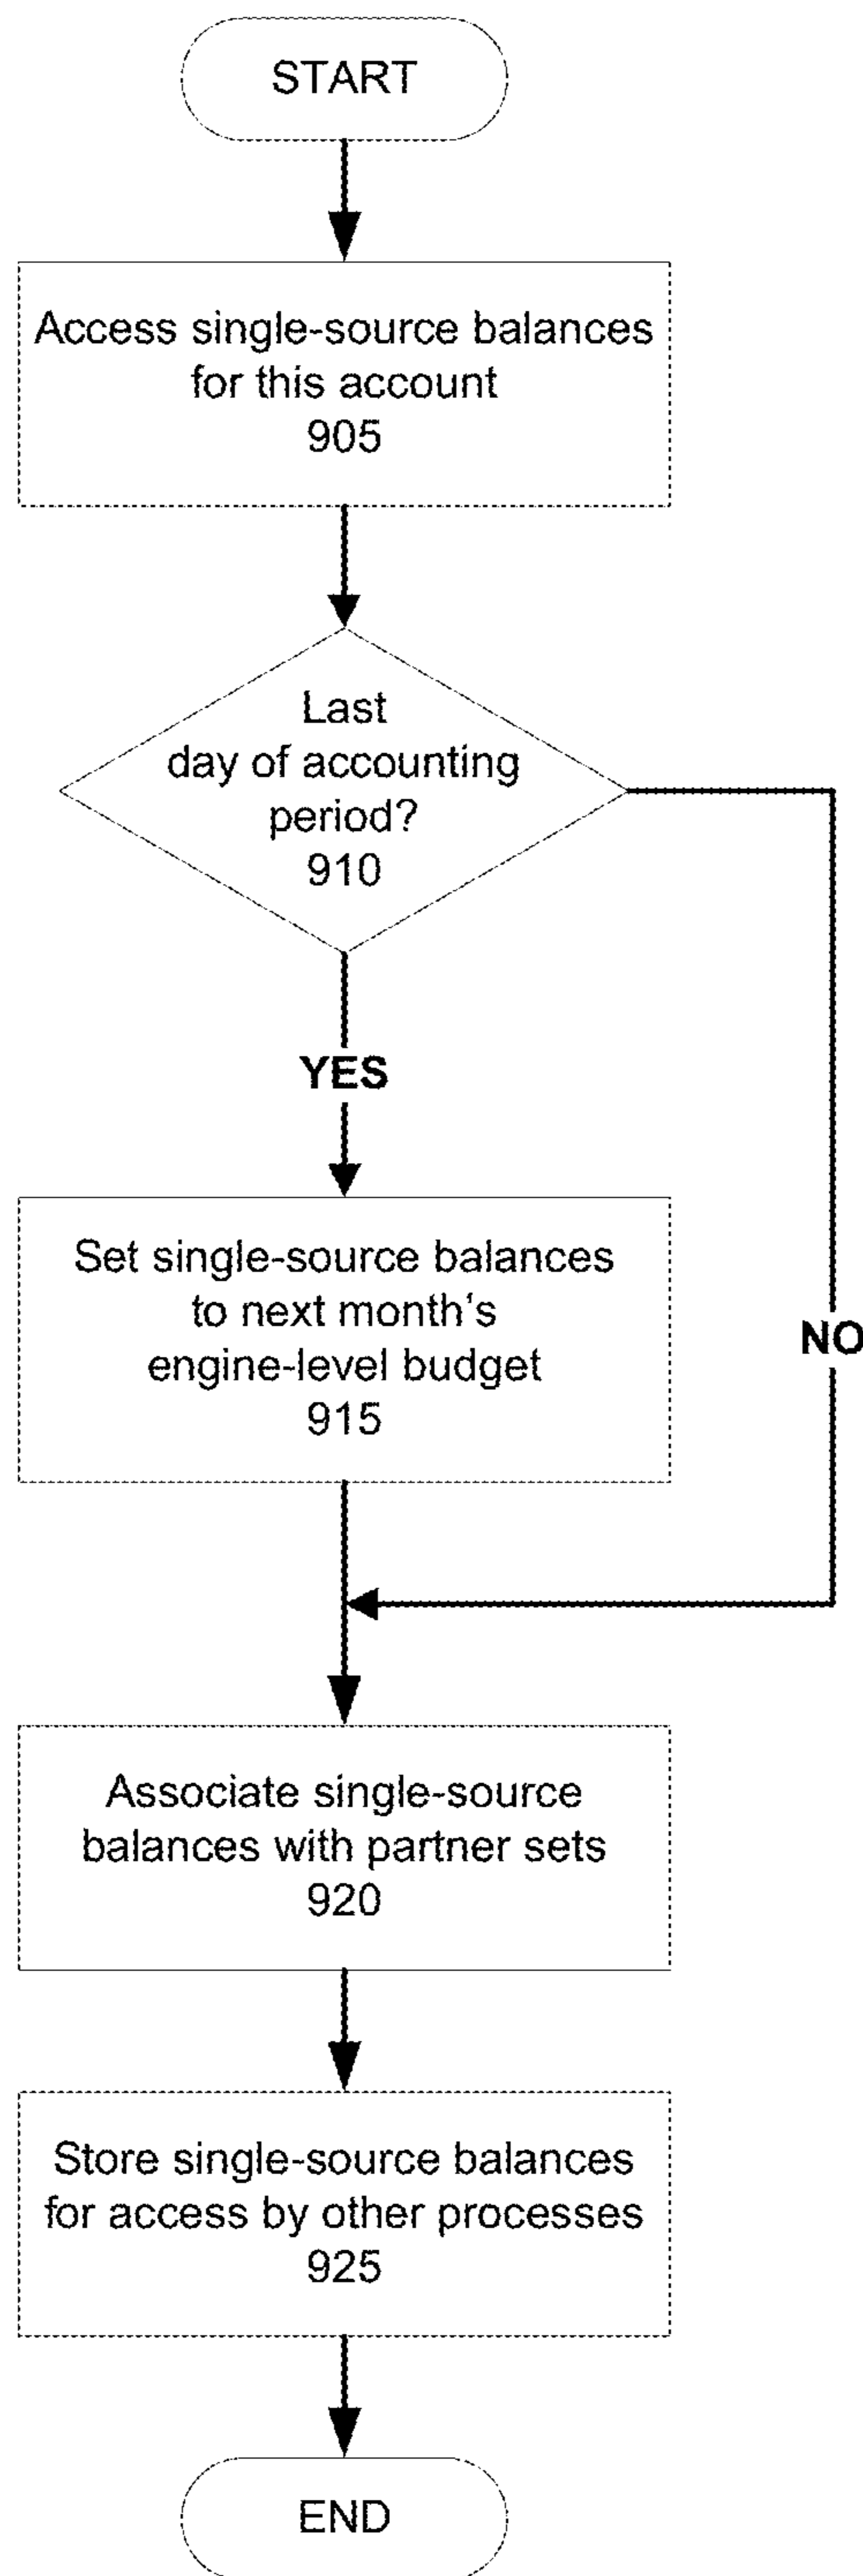 START
Access single-source balances
for this account
905
Last
day of accounting
period?
910
YES
Set single-source balances
to next month's
engine-level budget
915
NO
Associate single-source
balances with partner sets
920
Store single-source balances
for access by other processes
925
END